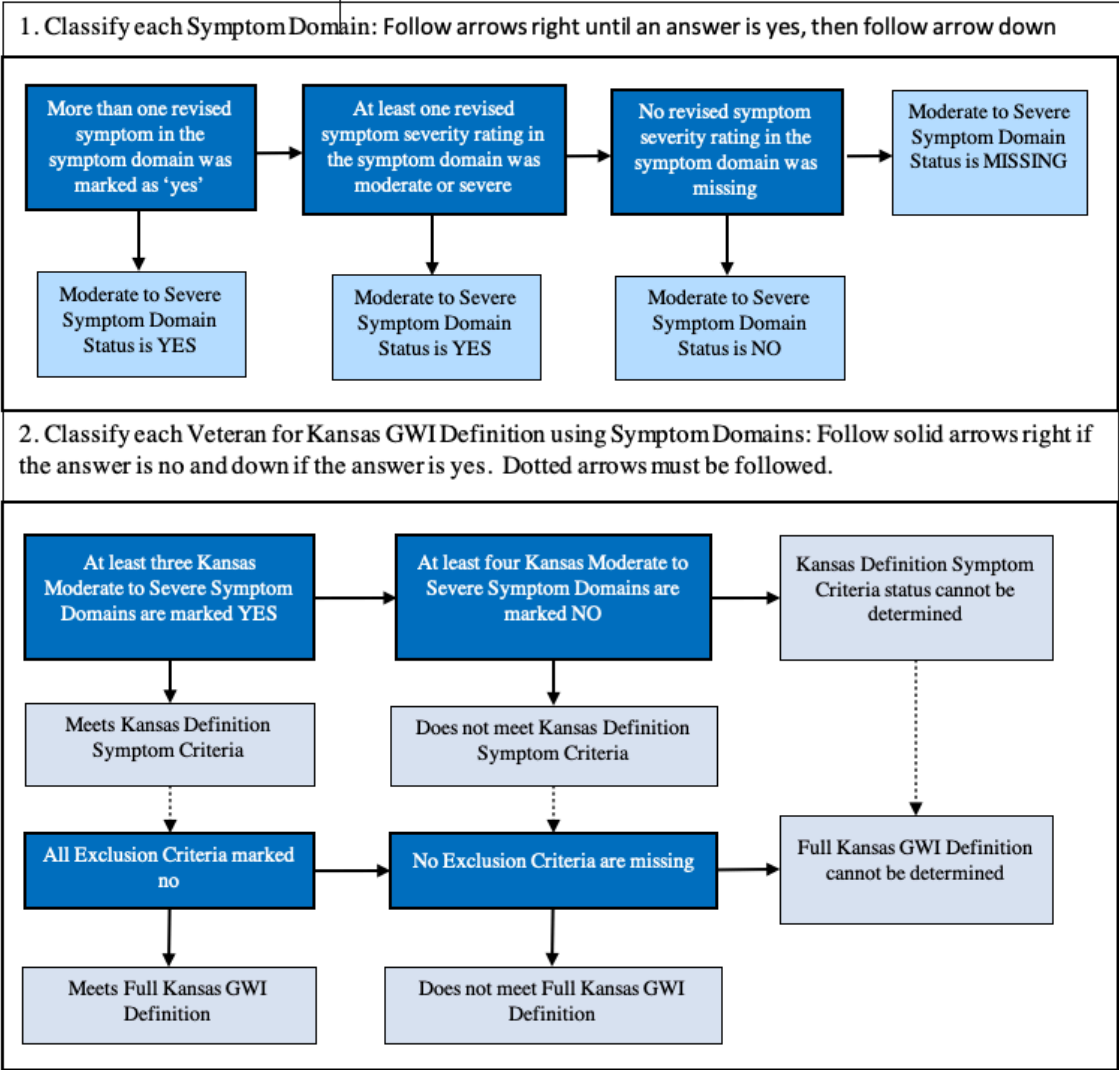 1. Classify each Symptom Domain: Follow arrows right until an answer is yes, then follow arrow down
More than one revised
symptom in the
symptom domain was
marked as ‘yes’
At least one revised
symptom severity rating in
the symptom domain was
moderate or severe
No revised symptom
severity rating in the
symptom domain was
missing
Moderate to Severe
Symptom Domain
Status is MISSING
Moderate to Severe
Symptom Domain
Status is YES
Moderate to Severe
Symptom Domain
Status is YES
Moderate to Severe
Symptom Domain
Status is NO
2. Classify each Veteran for Kansas GWI Definition using Symptom Domains: Follow solid arrows right if
the answer is no and down if the answer is yes. Dotted arrows must be followed.
At least three Kansas
Moderate to Severe Symptom
Domains are marked YES
At least four Kansas Moderate to
Severe Symptom Domains are
marked NO
Kansas Definition Symptom
Criteria status cannot be
determined
Meets Kansas Definition
Symptom Criteria
Does not meet Kansas Definition
Symptom Criteria
All Exclusion Criteria marked
no
No Exclusion Criteria are missing
Full Kansas GWI Definition
cannot be determined
Meets Full Kansas GWI
Definition
Does not meet Full Kansas GWI
Definition